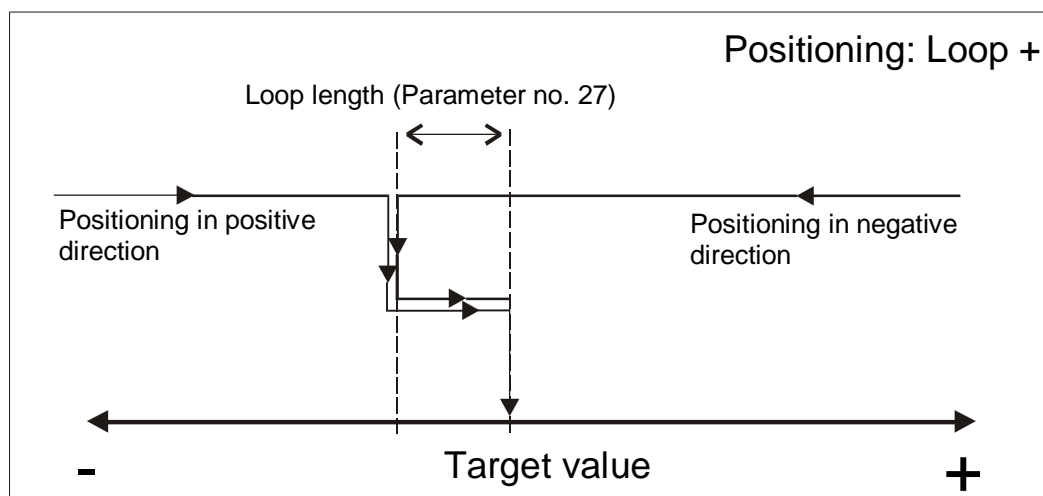 Positioning: Loop +
Loop length (Parameter no. 27)
Positioning in positive
direction
Positioning in negative
direction
-
Target value
+